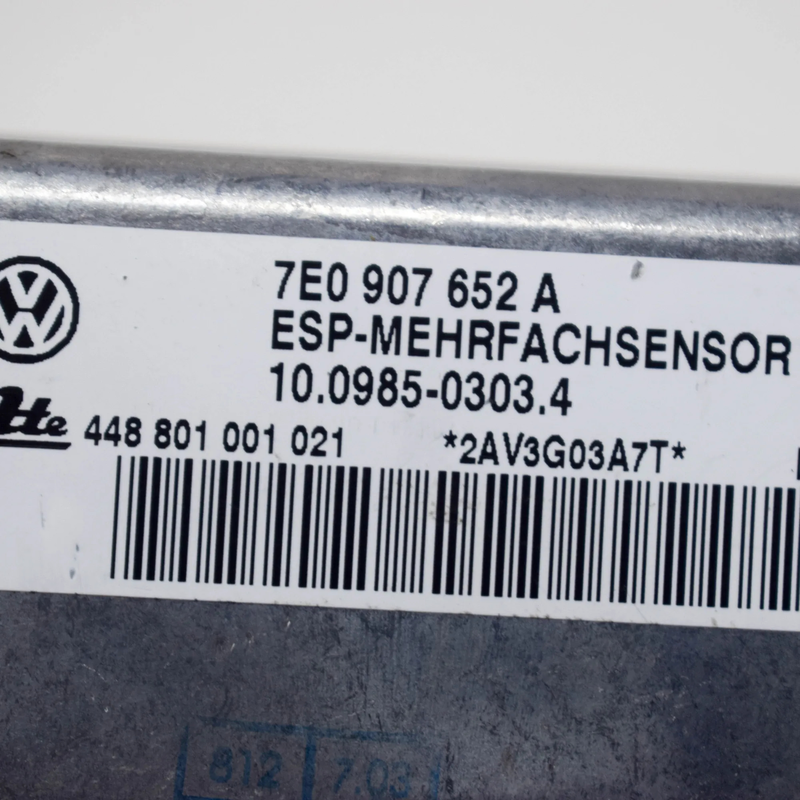 7E0 907 652 A
ESP-MEHRFACHSENSOR
10.0985-0303.4
Ate 448 801 001 021 *2AV3G03A7T*
812 7.03